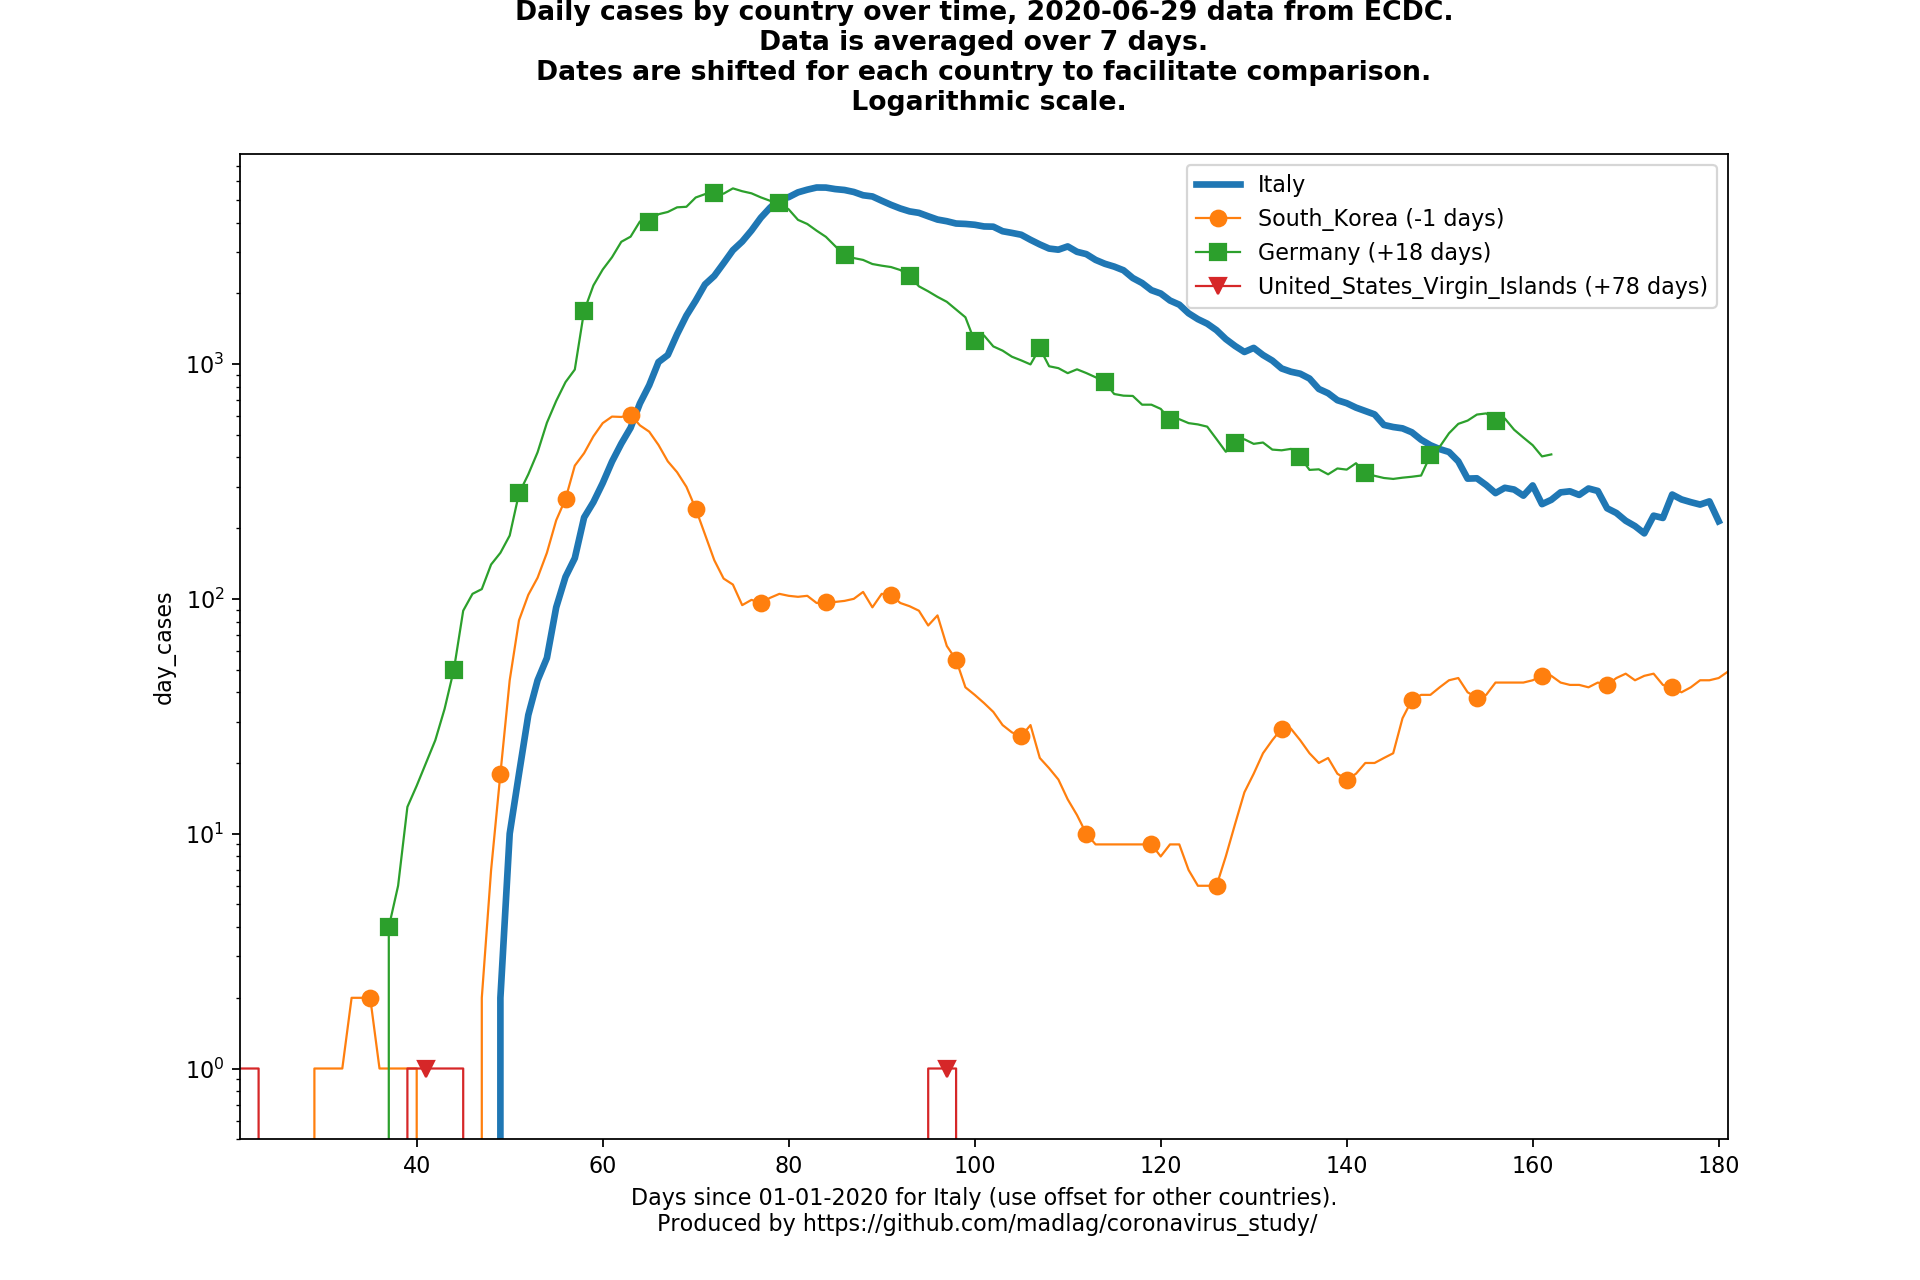 Daily cases by country over time, 2020-06-29 data from ECDC.
Data is averaged over 7 days.
Dates are shifted for each country to facilitate comparison.
Logarithmic scale.
Italy
South_Korea (-1 days)
Germany (+18 days)
United_States_Virgin_Islands (+78 days)
10³
10²
10¹
10⁰
day_cases
40 60 80 100 120 140 160 180
Days since 01-01-2020 for Italy (use offset for other countries).
Produced by https://github.com/madlag/coronavirus_study/